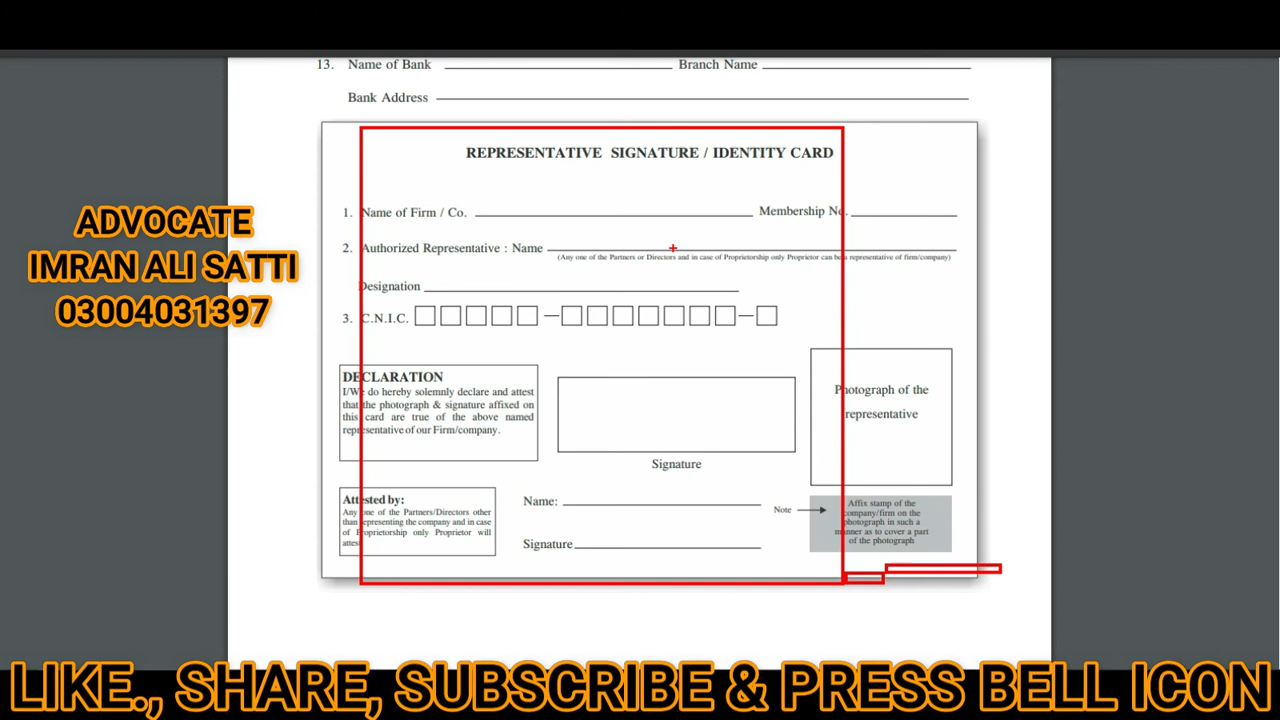 13. Name of Bank Branch Name
Bank Address
REPRESENTATIVE SIGNATURE / IDENTITY CARD
1. Name of Firm / Co. Membership No.
2. Authorized Representative : Name
(Any one of the Partners or Directors and in case of Proprietorship only Proprietor can be a representative of firm/company)
Designation
3. C.N.I.C.
DECLARATION
I/We do hereby solemnly declare and attest
that the photograph & signature affixed on
this card are true of the above named
representative of our Firm/company.
Signature
Photograph of the
representative
Attested by:
Any one of the Partners/Directors other
than representing the company and in case
of Proprietorship only Proprietor will
attest
Name:
Signature
Note
Affix stamp of the
company/firm on the
photograph in such a
manner as to cover a part
of the photograph
ADVOCATE
IMRAN ALI SATTI
03004031397
LIKE., SHARE, SUBSCRIBE & PRESS BELL ICON